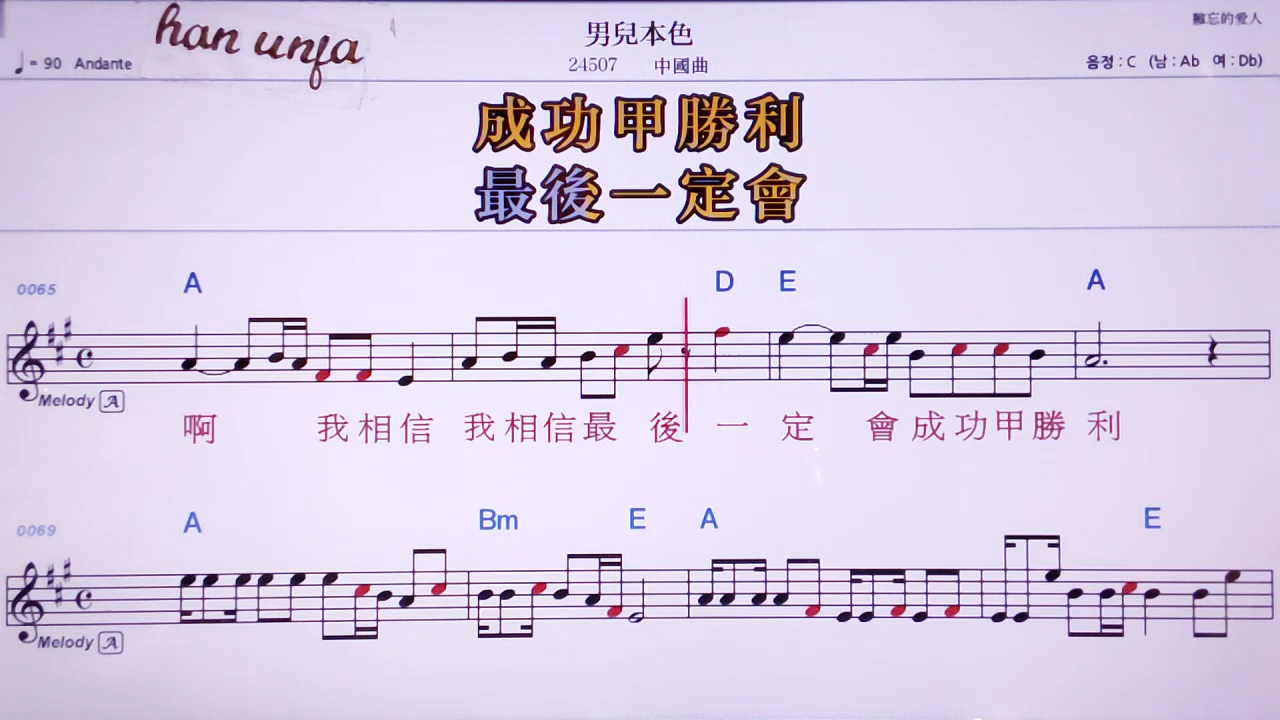 han unfa
男兒本色
難忘的愛人
♩= 90 Andante
24507 中國曲
음정 : C (남 : Ab 여 : Db)
成功甲勝利
最後一定會
0065 A D E A
Melody A
啊 我相信 我相信最 後 一 定 會成功甲勝 利
0069 A Bm E A E
Melody A